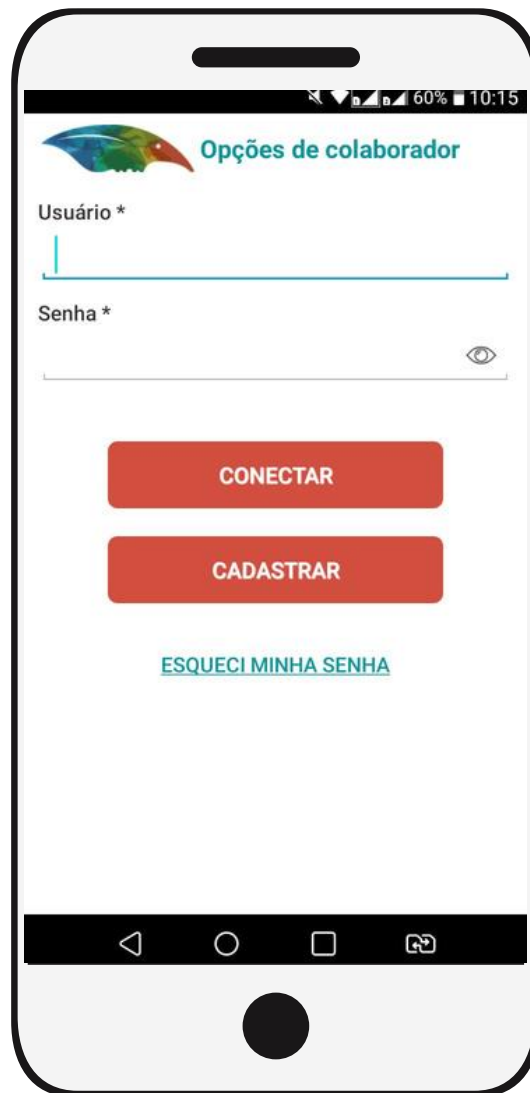 60% 10:15
Opções de colaborador
Usuário *
Senha *
CONECTAR
CADASTRAR
ESQUECI MINHA SENHA